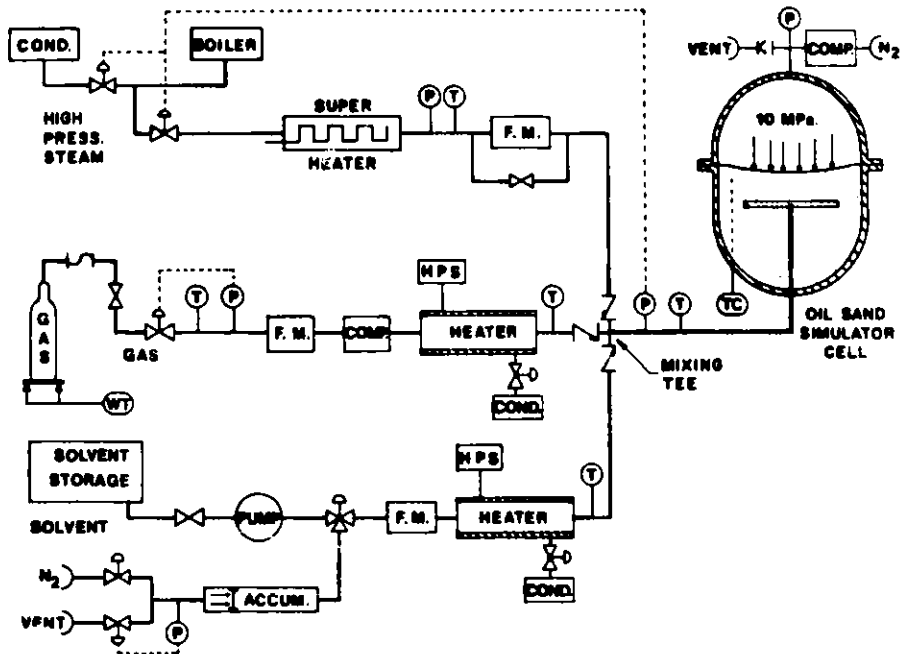 COND.
BOILER
P
VENT
K
COMP.
N2
HIGH
PRESS.
STEAM
SUPER
HEATER
P
T
F. M.
10 MPa.
TC
OIL SAND
SIMULATOR
CELL
GAS
WT
GAS
T
P
F. M.
COMP.
HPS
HEATER
COND.
T
P
T
MIXING
TEE
SOLVENT
STORAGE
SOLVENT
PUMP
F. M.
HPS
HEATER
COND.
T
N2
VENT
P
ACCUM.